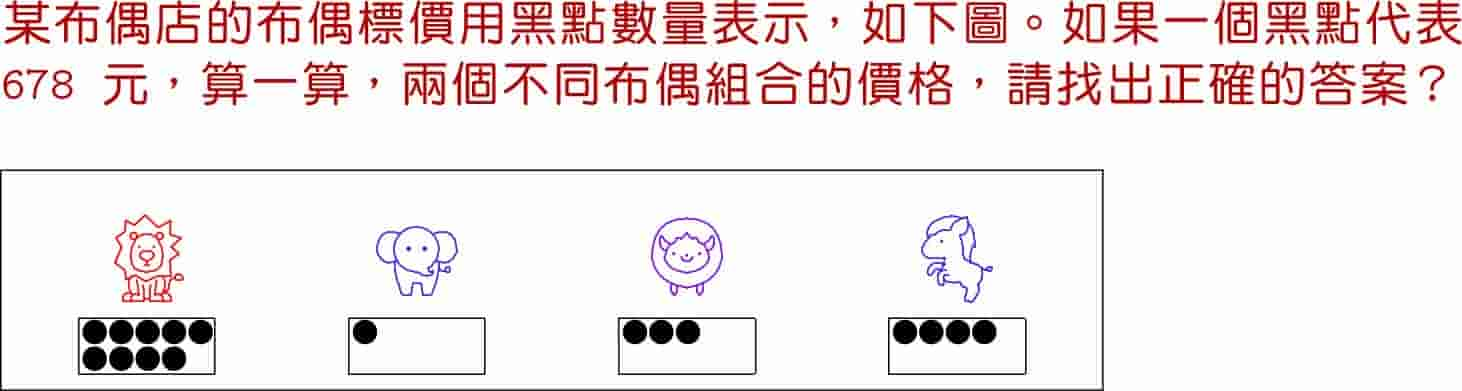 某布偶店的布偶標價用黑點數量表示，如下圖。如果一個黑點代表
678 元，算一算，兩個不同布偶組合的價格，請找出正確的答案？